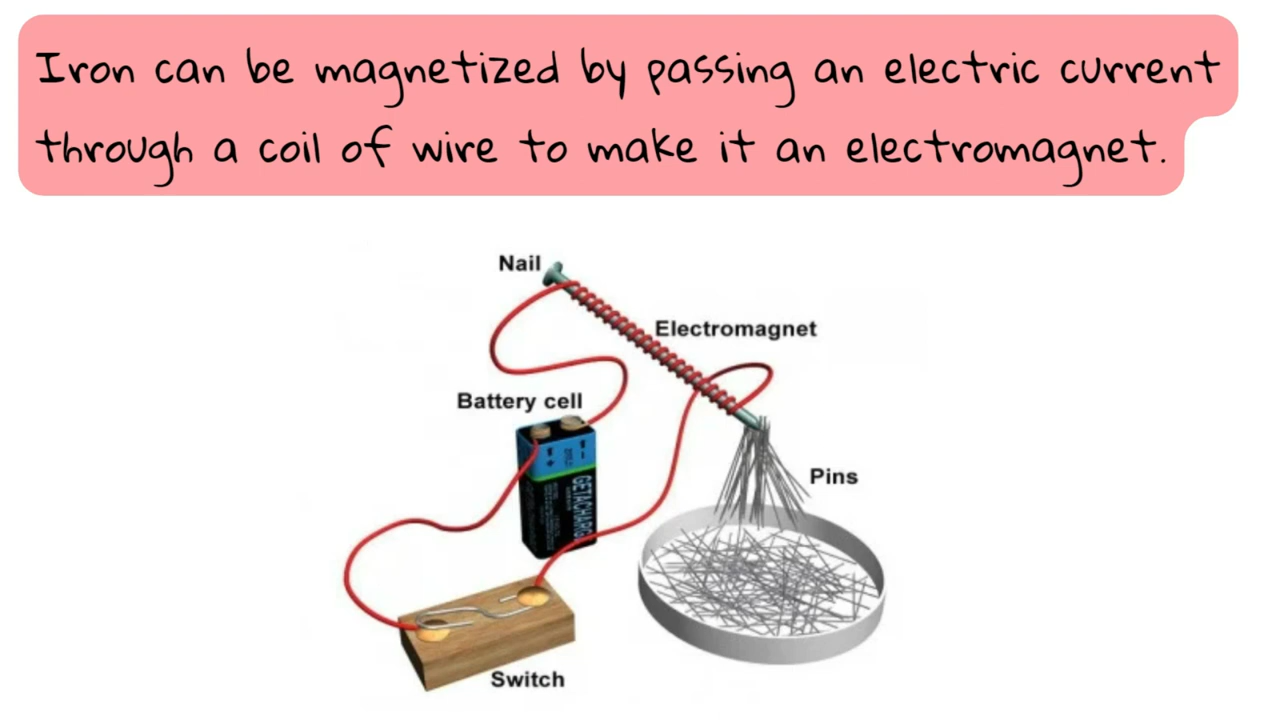 Iron can be magnetized by passing an electric current
through a coil of wire to make it an electromagnet.
Nail
Electromagnet
Battery cell
GETACHARGE
Pins
Switch